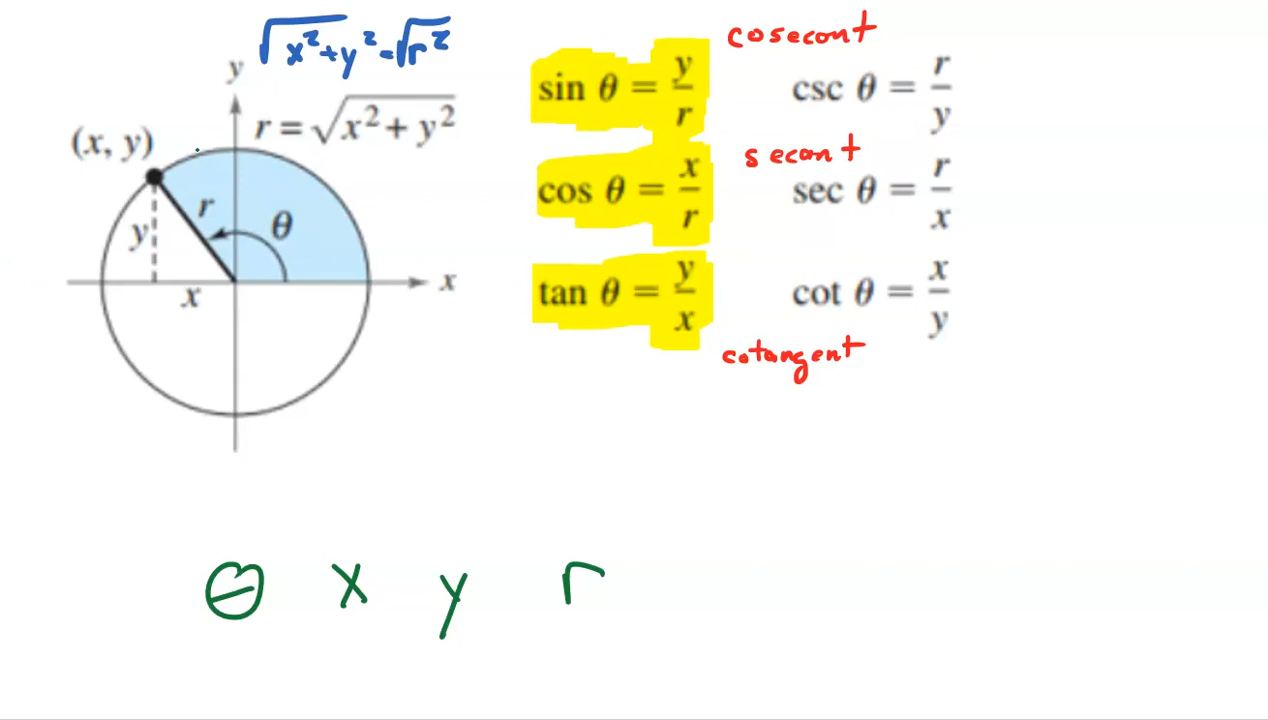 √x²+y² = √r²
y
r = √x² + y²
(x, y)
r
θ
y
x
x
sin θ = y/r
cosecant
csc θ = r/y
secant
cos θ = x/r
sec θ = r/x
tan θ = y/x
cot θ = x/y
cotangent
θ x y r